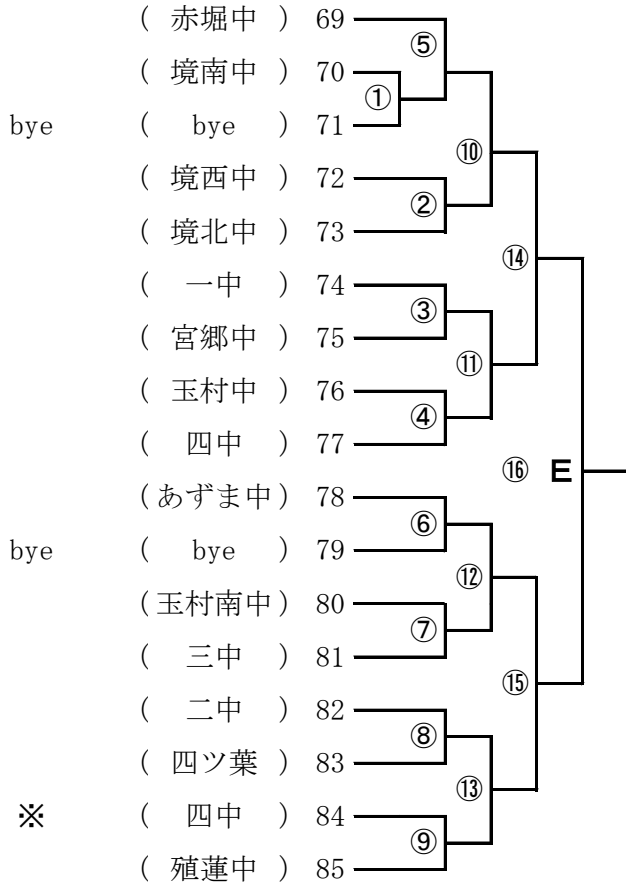 ( 赤堀中 ) 69
⑤
( 境南中 ) 70
①
bye ( bye ) 71
⑩
( 境西中 ) 72
②
( 境北中 ) 73
⑭
( 一中 ) 74
③
( 宮郷中 ) 75
⑪
( 玉村中 ) 76
④
( 四中 ) 77
⑯ E
(あずま中) 78
⑥
bye ( bye ) 79
⑫
(玉村南中) 80
⑦
( 三中 ) 81
⑮
( 二中 ) 82
⑧
( 四ツ葉 ) 83
⑬
※ ( 四中 ) 84
⑨
( 殖蓮中 ) 85